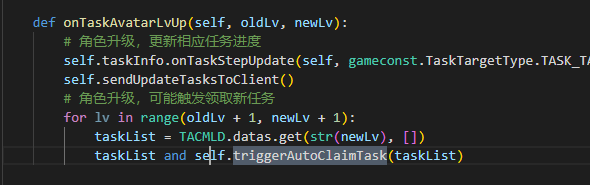 def onTaskAvatarLvUp(self, oldLv, newLv):
# 角色升级，更新相应任务进度
self.taskInfo.onTaskStepUpdate(self, gameconst.TaskTargetType.TASK_TA
self.sendUpdateTasksToClient()
# 角色升级，可能触发领取新任务
for lv in range(oldLv + 1, newLv + 1):
taskList = TACMLD.datas.get(str(newLv), [])
taskList and self.triggerAutoClaimTask(taskList)